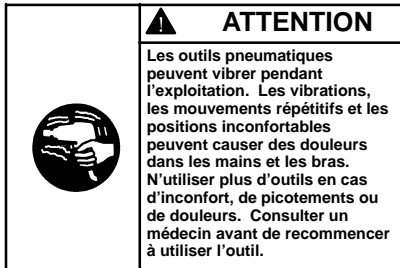 ATTENTION
Les outils pneumatiques
peuvent vibrer pendant
l'exploitation. Les vibrations,
les mouvements répétitifs et les
positions inconfortables
peuvent causer des douleurs
dans les mains et les bras.
N'utiliser plus d'outils en cas
d'inconfort, de picotements ou
de douleurs. Consulter un
médecin avant de recommencer
à utiliser l'outil.